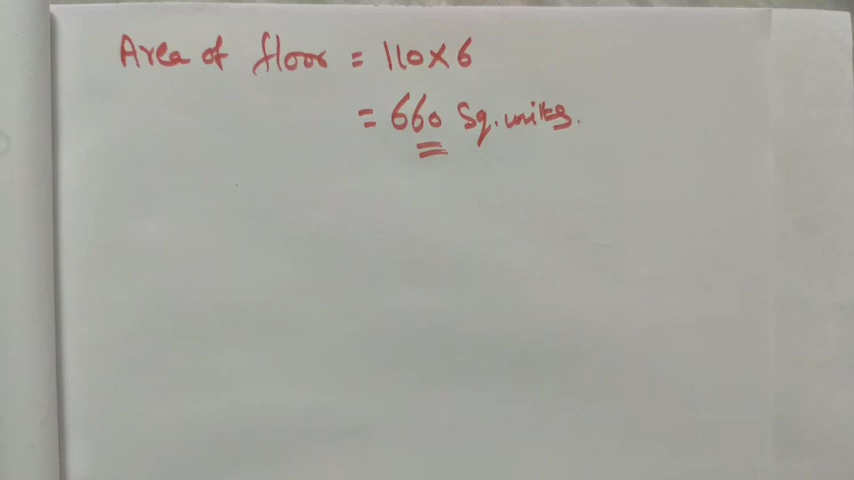 Area of floor = 110×6
= 660 Sq.units.